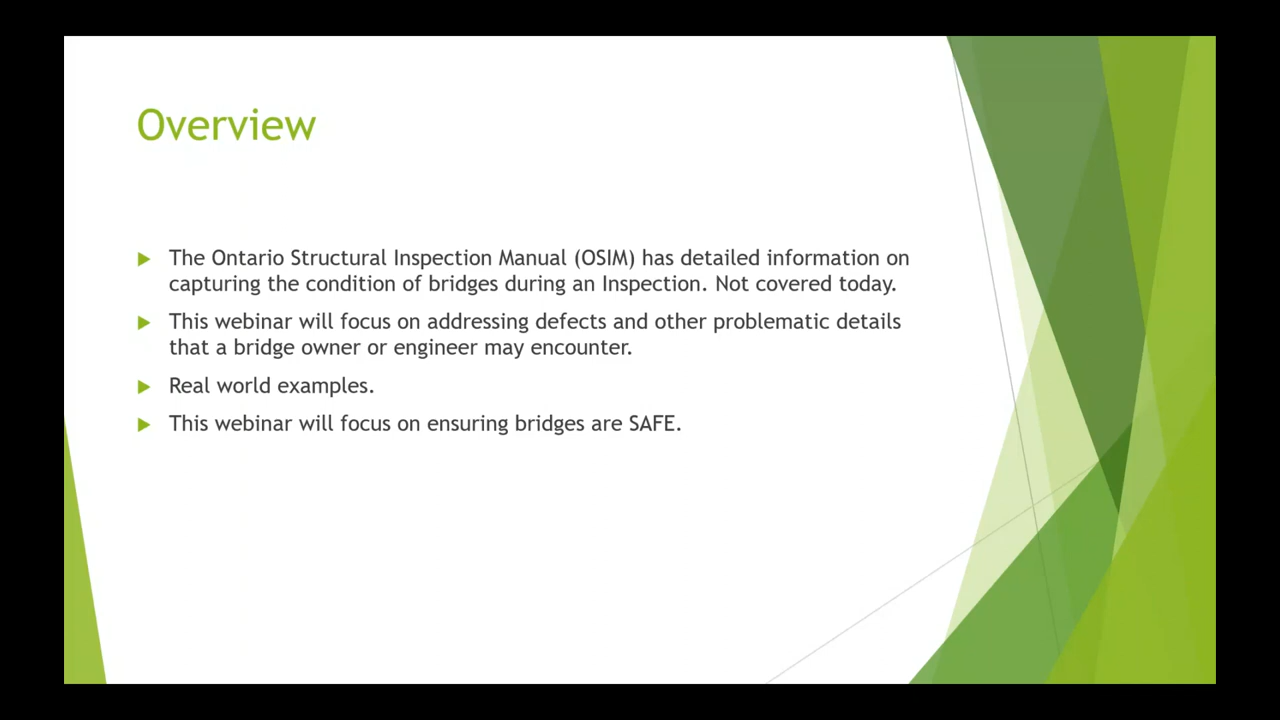 Overview
The Ontario Structural Inspection Manual (OSIM) has detailed information on
capturing the condition of bridges during an Inspection. Not covered today.
This webinar will focus on addressing defects and other problematic details
that a bridge owner or engineer may encounter.
Real world examples.
This webinar will focus on ensuring bridges are SAFE.